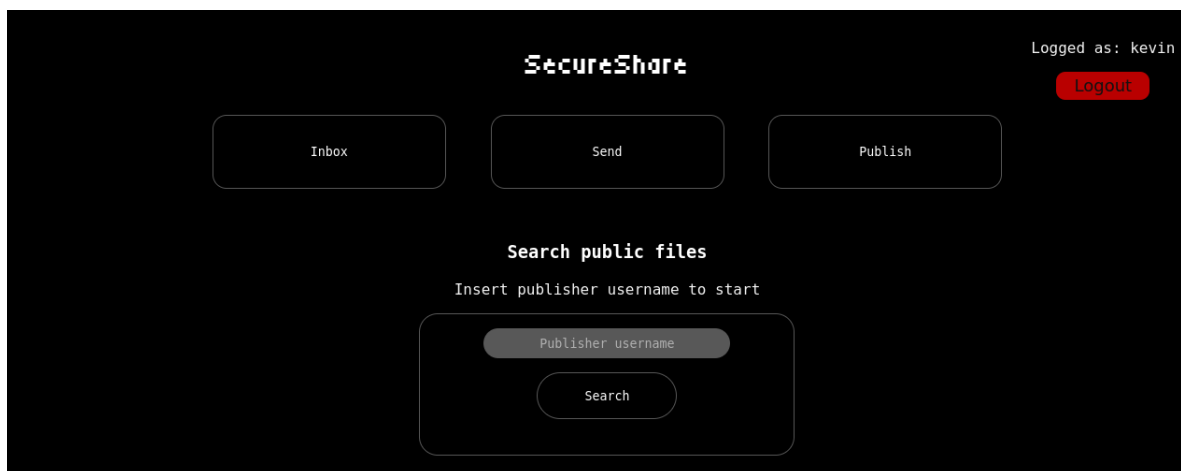 Logged as: kevin
SecureShare
Logout
Inbox
Send
Publish
Search public files
Insert publisher username to start
Publisher username
Search